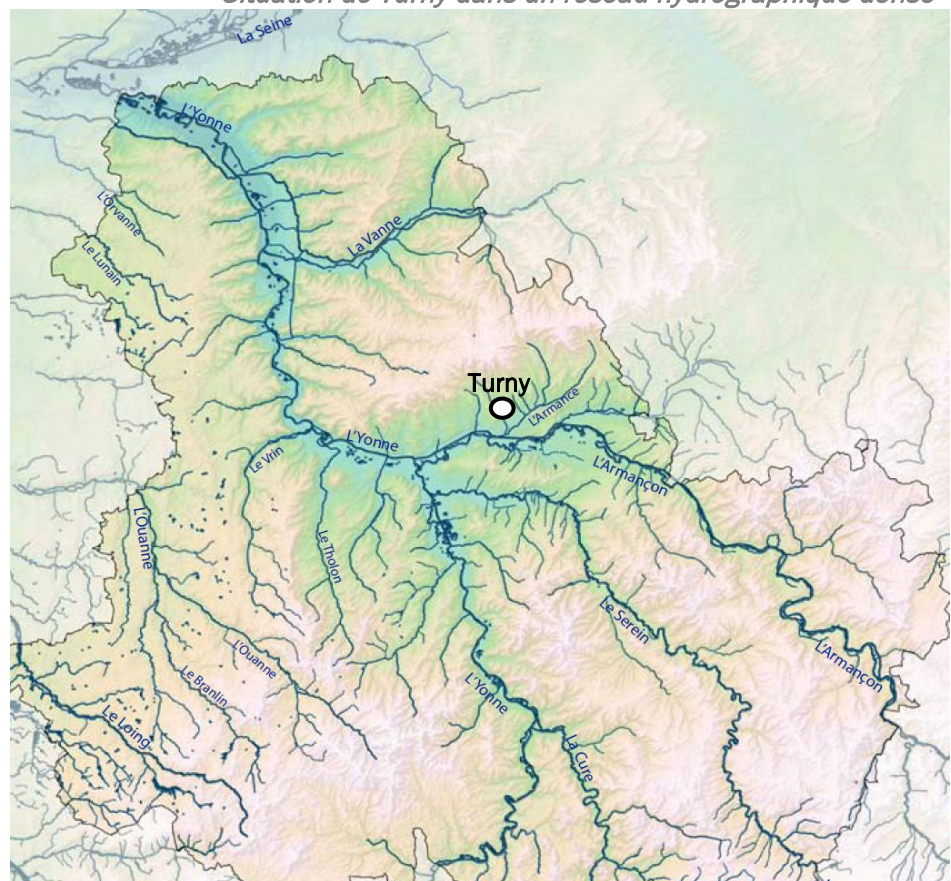 Situation de Turny dans un réseau hydrographique dense
La Seine
L'Yonne
L'Orvanne
La Vanne
Le Lunain
Turny
L'Armance
L'Yonne
Le Vrin
L'Armançon
L'Ouanne
Le Tholon
Le Serein
L'Ouanne
L'Armançon
Le Branlin
L'Yonne
Le Loing
La Cure